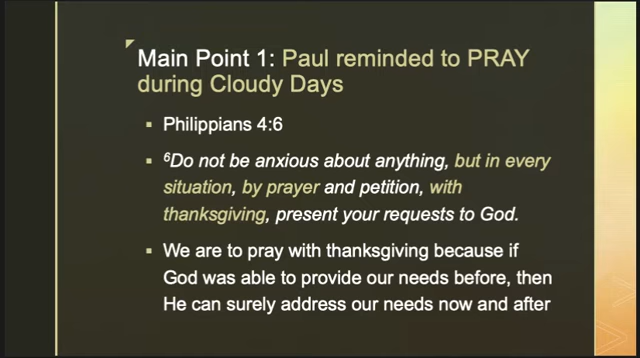 Main Point 1: Paul reminded to PRAY
during Cloudy Days
▪ Philippians 4:6
▪ ⁶Do not be anxious about anything, but in every
situation, by prayer and petition, with
thanksgiving, present your requests to God.
▪ We are to pray with thanksgiving because if
God was able to provide our needs before, then
He can surely address our needs now and after